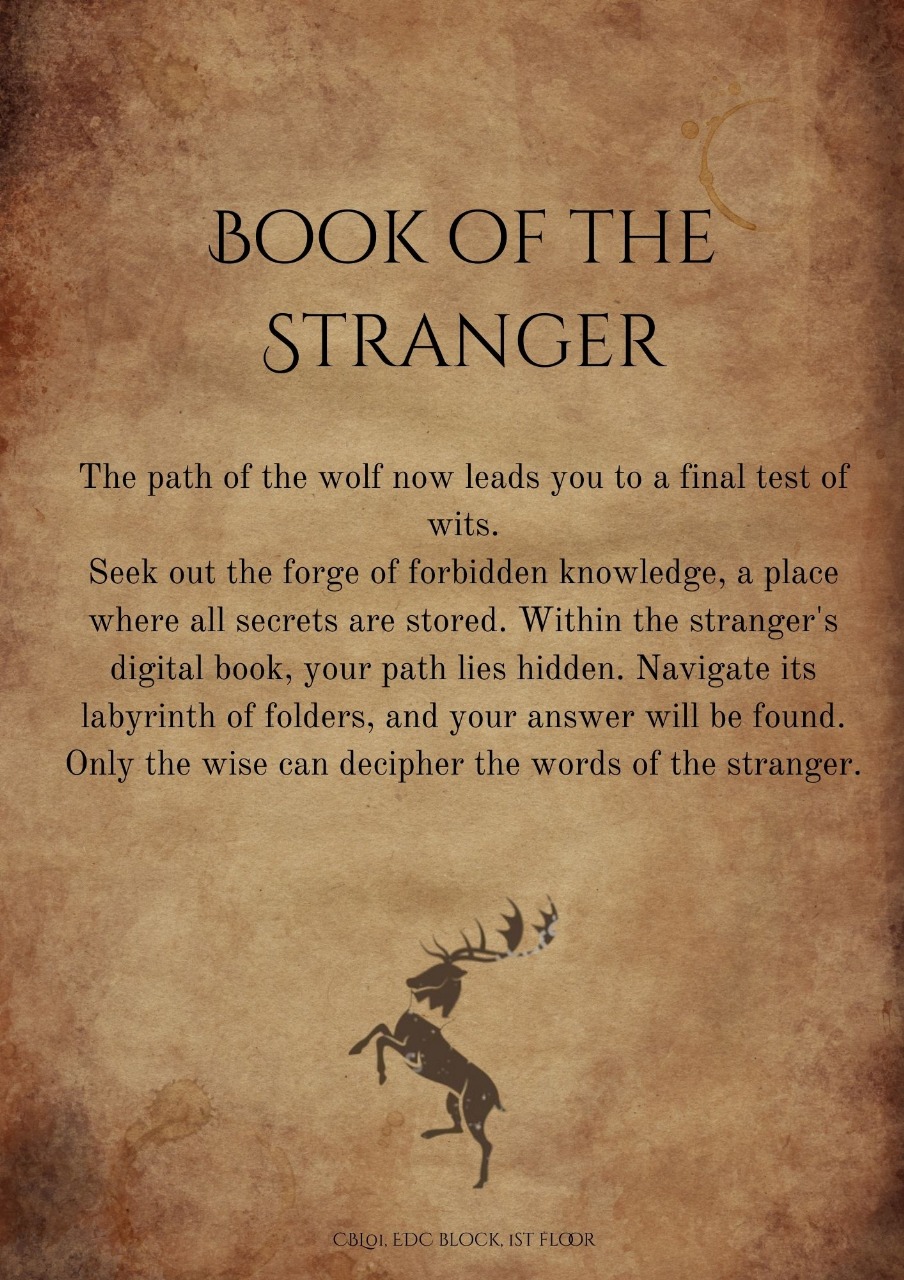 BOOK OF THE
STRANGER
The path of the wolf now leads you to a final test of
wits.
Seek out the forge of forbidden knowledge, a place
where all secrets are stored. Within the stranger's
digital book, your path lies hidden. Navigate its
labyrinth of folders, and your answer will be found.
Only the wise can decipher the words of the stranger.
CBL01, EDC BLOCK, 1ST FLOOR